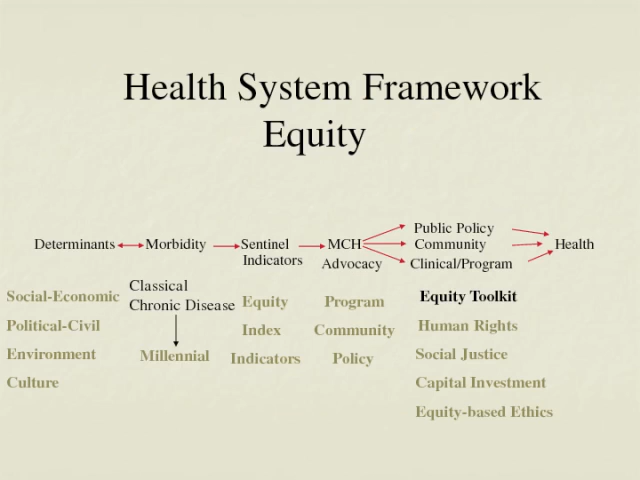 Health System Framework
Equity
Public Policy
Determinants Morbidity Sentinel MCH Community Health
Indicators Advocacy Clinical/Program
Classical
Social-Economic Chronic Disease Equity Program Equity Toolkit
Political-Civil Index Community Human Rights
Environment Millennial Indicators Policy Social Justice
Culture Capital Investment
Equity-based Ethics